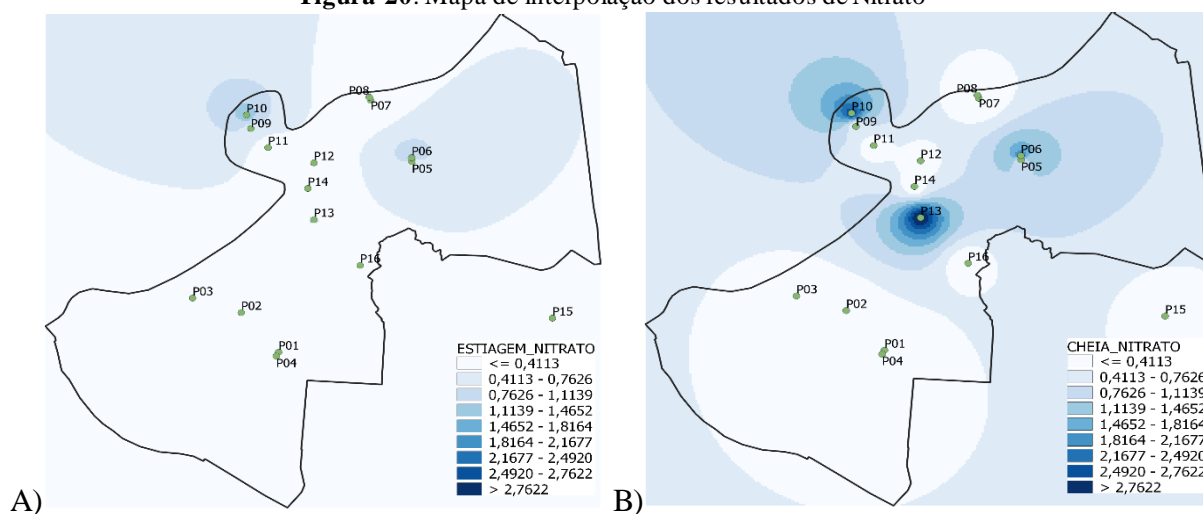 Figura 20: Mapa de interpolação dos resultados de Nitrato
P08
P07
P10
P09
P11
P12
P06
P05
P14
P13
P16
P03
P02
P15
P01
P04
ESTIAGEM_NITRATO
<= 0,4113
0,4113 - 0,7626
0,7626 - 1,1139
1,1139 - 1,4652
1,4652 - 1,8164
1,8164 - 2,1677
2,1677 - 2,4920
2,4920 - 2,7622
> 2,7622
A)
P08
P07
P10
P09
P11
P12
P06
P05
P14
P13
P16
P03
P02
P15
P01
P04
CHEIA_NITRATO
<= 0,4113
0,4113 - 0,7626
0,7626 - 1,1139
1,1139 - 1,4652
1,4652 - 1,8164
1,8164 - 2,1677
2,1677 - 2,4920
2,4920 - 2,7622
> 2,7622
B)